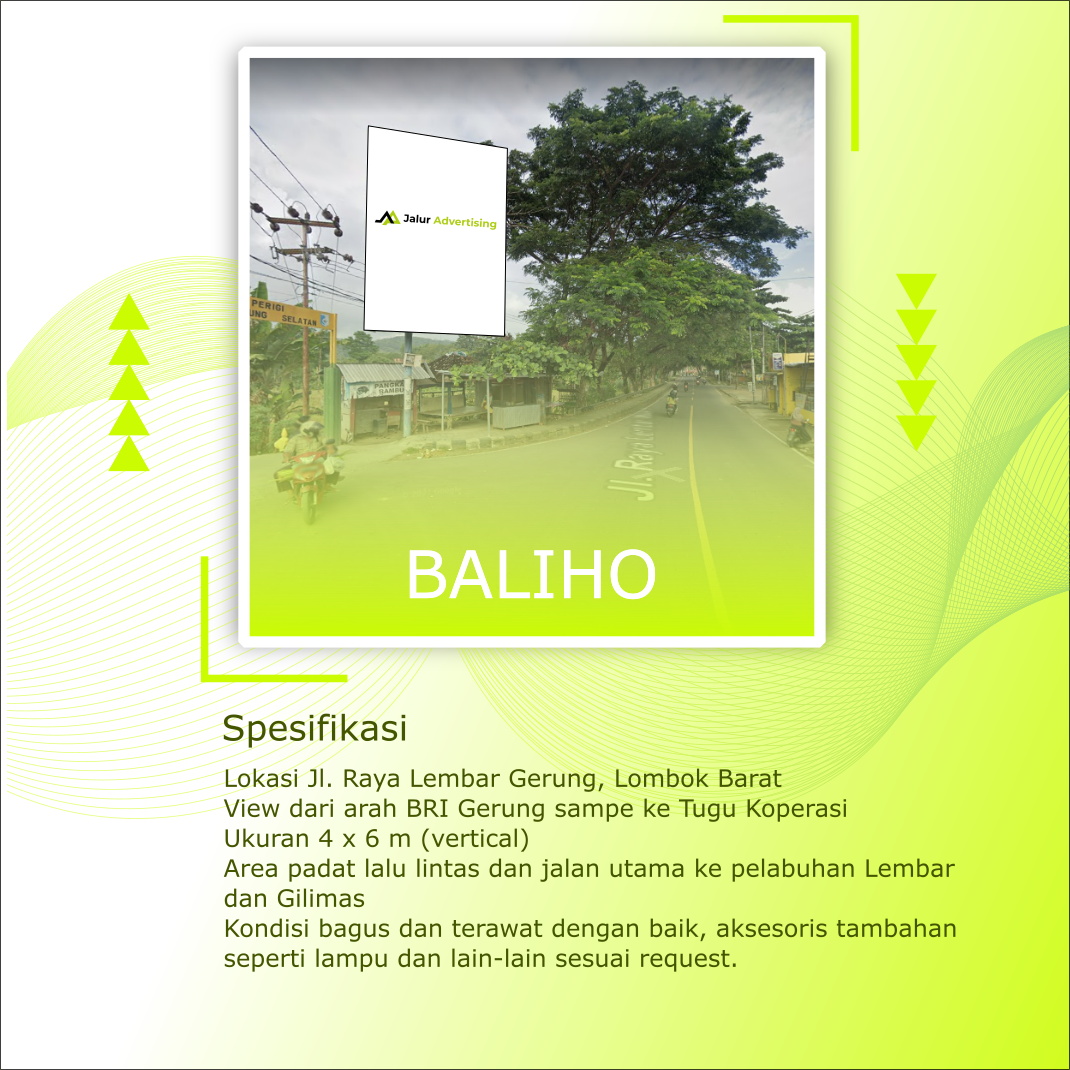 Jalur Advertising
PERIGI
UNG SELATAN
PANGKA
Jl. Raya
BALIHO
Spesifikasi
Lokasi Jl. Raya Lembar Gerung, Lombok Barat
View dari arah BRI Gerung sampe ke Tugu Koperasi
Ukuran 4 x 6 m (vertical)
Area padat lalu lintas dan jalan utama ke pelabuhan Lembar
dan Gilimas
Kondisi bagus dan terawat dengan baik, aksesoris tambahan
seperti lampu dan lain-lain sesuai request.